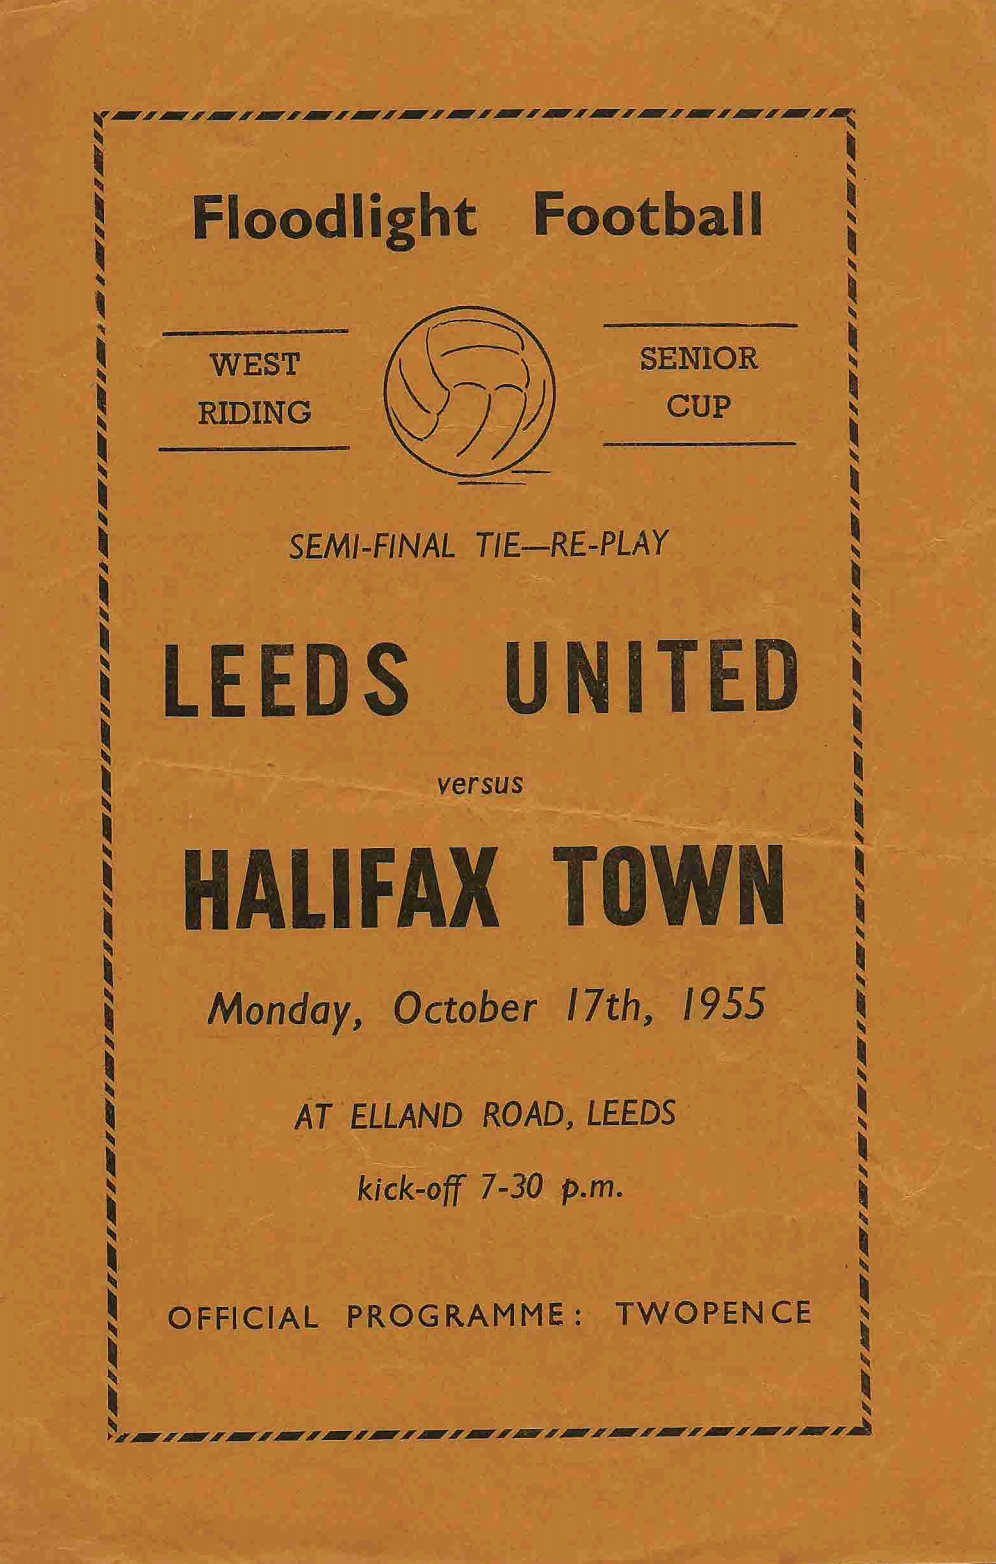 Floodlight Football
WEST
RIDING
SENIOR
CUP
SEMI-FINAL TIE—RE-PLAY
LEEDS UNITED
versus
HALIFAX TOWN
Monday, October 17th, 1955
AT ELLAND ROAD, LEEDS
kick-off 7-30 p.m.
OFFICIAL PROGRAMME: TWOPENCE